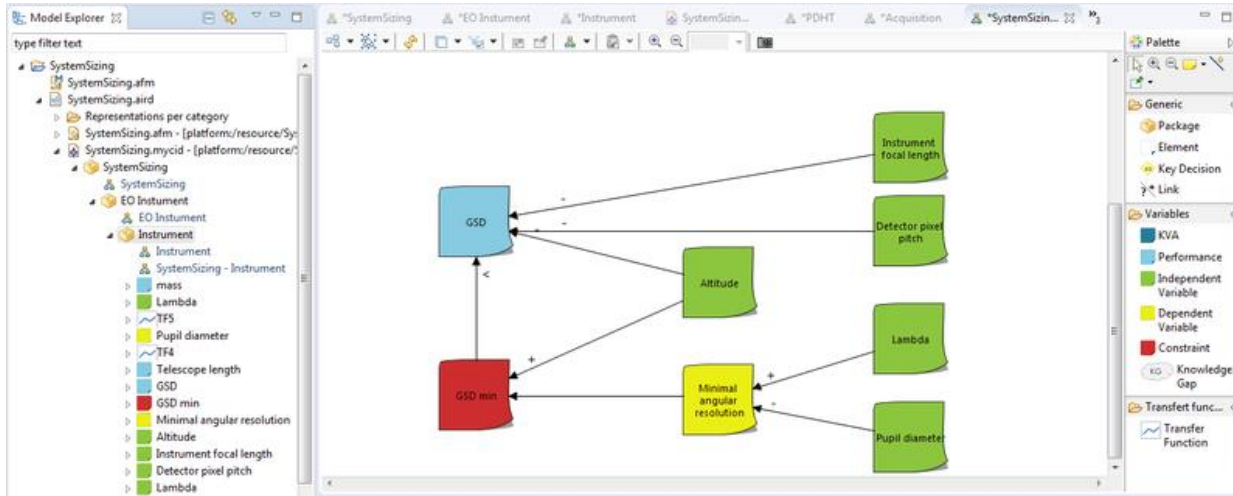 Model Explorer
type filter text
SystemSizing
SystemSizing.afm
SystemSizing.aird
Representations per category
SystemSizing.afm - [platform:/resource/Sy
SystemSizing.mycid - [platform:/resource/
SystemSizing
SystemSizing
EO Instument
EO Instument
Instrument
Instrument
SystemSizing - Instrument
mass
Lambda
TF5
Pupil diameter
TF4
Telescope length
GSD
GSD min
Minimal angular resolution
Altitude
Instrument focal length
Detector pixel pitch
Lambda
*SystemSizing
*EO Instument
*Instrument
SystemSizin...
*PDHT
*Acquisition
*SystemSizin...
»3
Instrument
focal length
-
GSD
-
-
Detector pixel
pitch
<
Altitude
+
Lambda
+
GSD min
Minimal
angular
resolution
-
Pupil diameter
Palette
Generic
Package
Element
Key Decision
Link
Variables
KVA
Performance
Independent
Variable
Dependent
Variable
Constraint
KG
Knowledge
Gap
Transfert func...
Transfer
Function